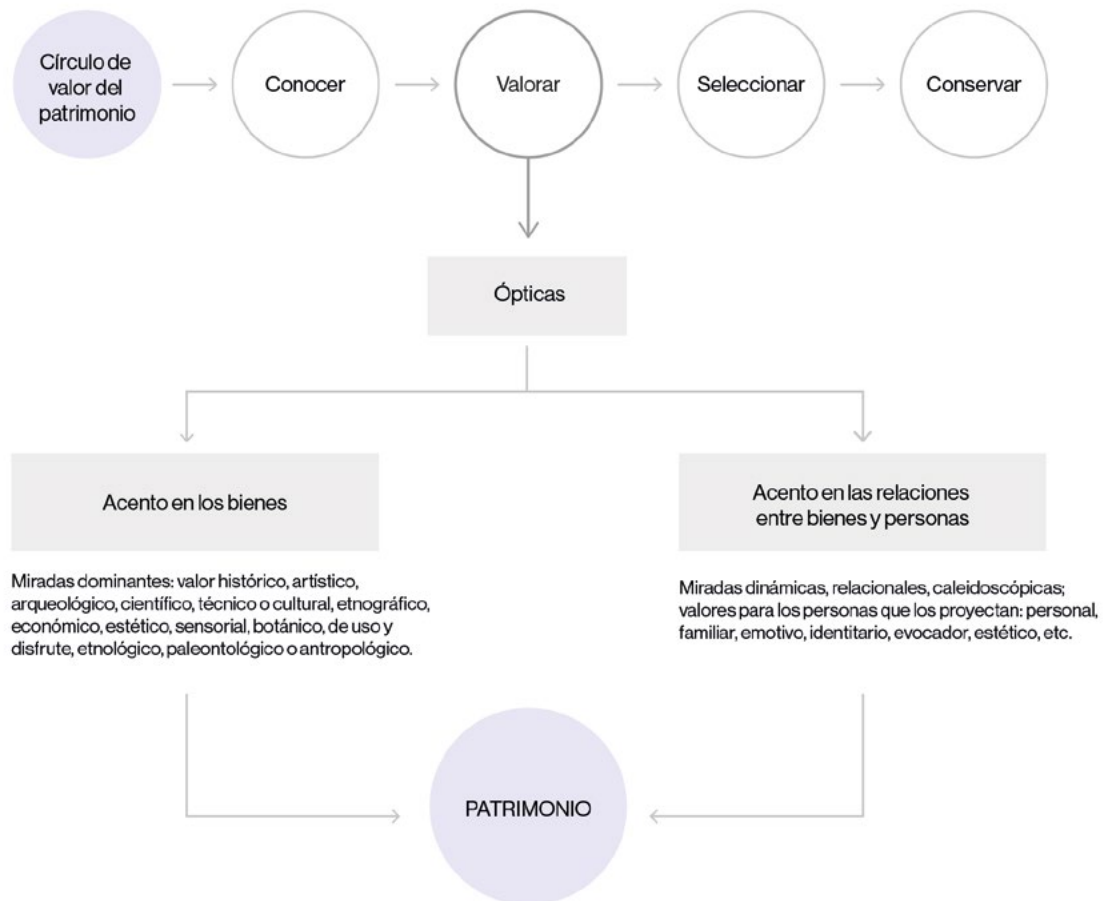 Círculo de
valor del
patrimonio
Conocer
Valorar
Seleccionar
Conservar
Ópticas
Acento en los bienes
Miradas dominantes: valor histórico, artístico,
arqueológico, científico, técnico o cultural, etnográfico,
económico, estético, sensorial, botánico, de uso y
disfrute, etnológico, paleontológico o antropológico.
Acento en las relaciones
entre bienes y personas
Miradas dinámicas, relacionales, caleidoscópicas;
valores para los personas que los proyectan: personal,
familiar, emotivo, identitario, evocador, estético, etc.
PATRIMONIO